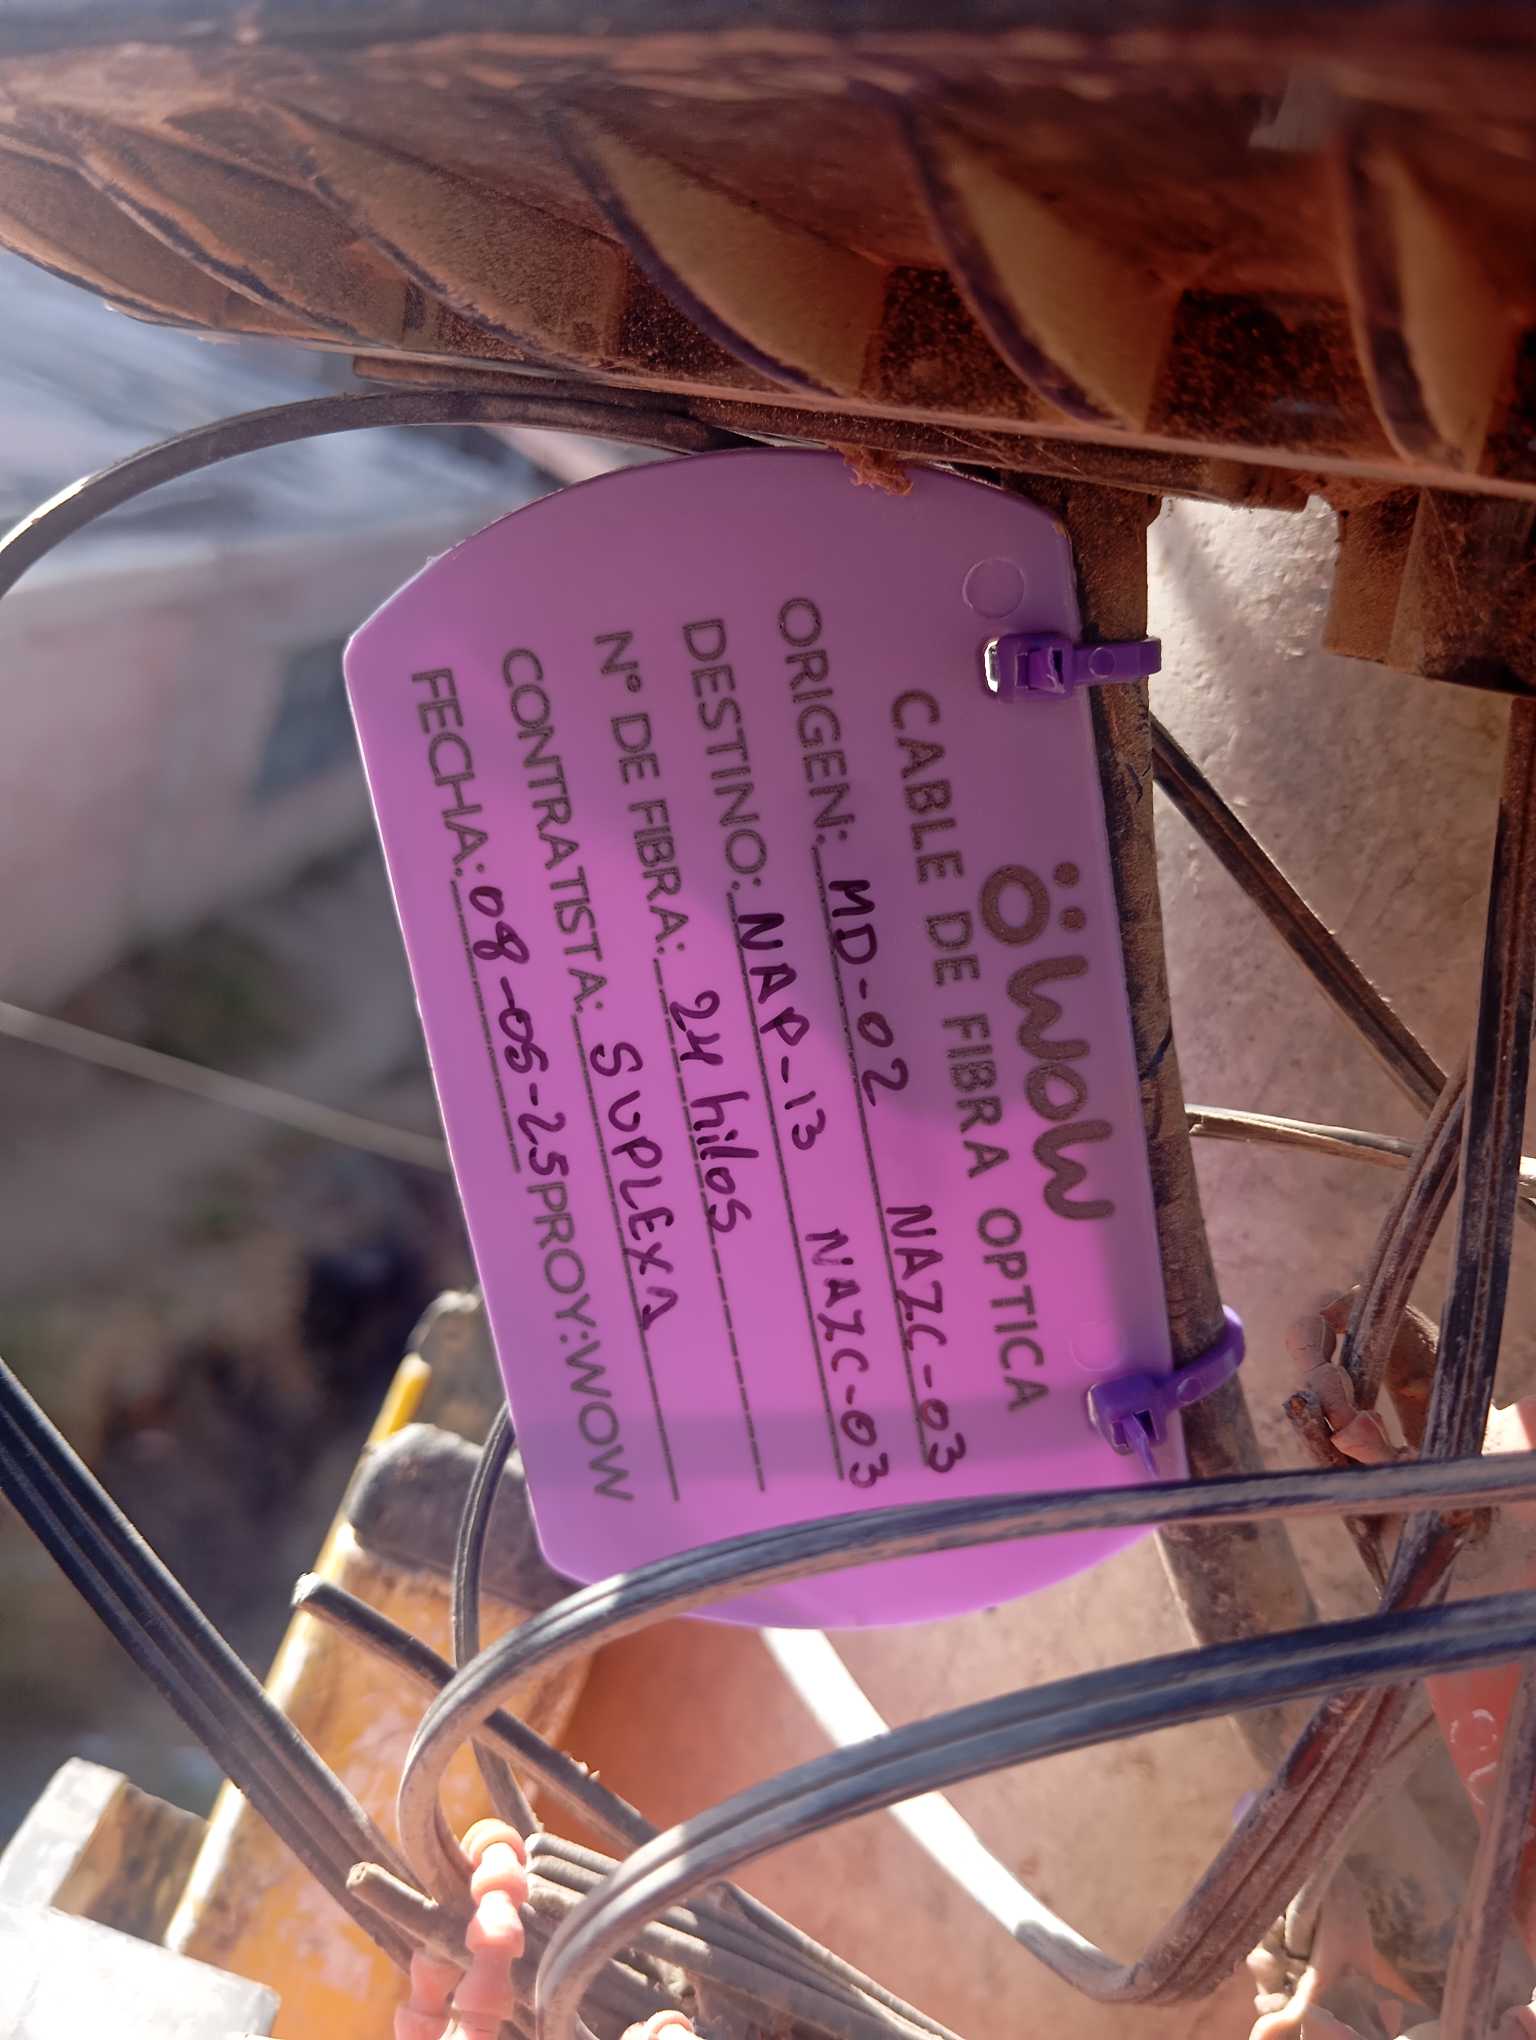 wow
CABLE DE FIBRA OPTICA
ORIGEN: MD-02 NAZC-03
DESTINO: NAP-13 NAZC-03
N° DE FIBRA: 24 hilos
CONTRATISTA: SUPLEXA
FECHA: 08-05-25 PROY: WOW